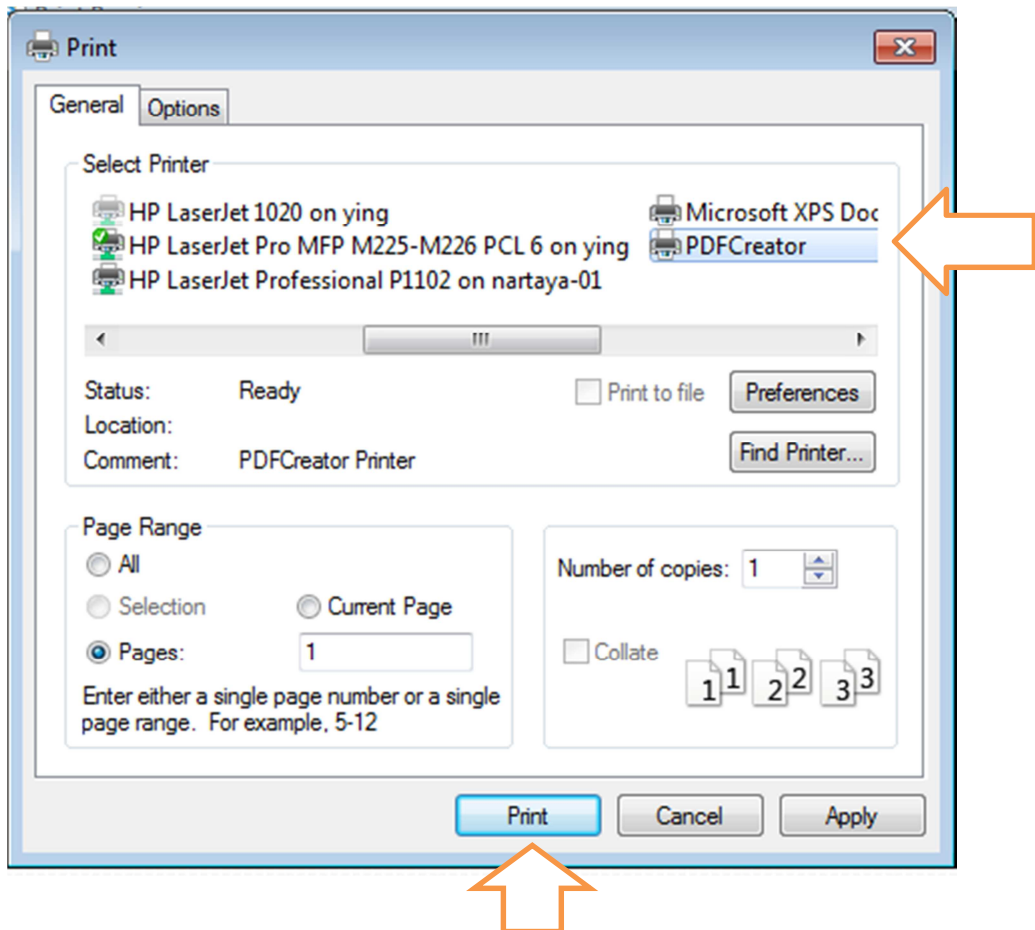 Print
General Options
Select Printer
HP LaserJet 1020 on ying Microsoft XPS Doc
HP LaserJet Pro MFP M225-M226 PCL 6 on ying PDFCreator
HP LaserJet Professional P1102 on nartaya-01
Status: Ready Print to file Preferences
Location:
Comment: PDFCreator Printer Find Printer...
Page Range
All
Number of copies: 1
Selection Current Page
Pages: 1
Collate 1 1 2 2 3 3
Enter either a single page number or a single
page range. For example, 5-12
Print Cancel Apply